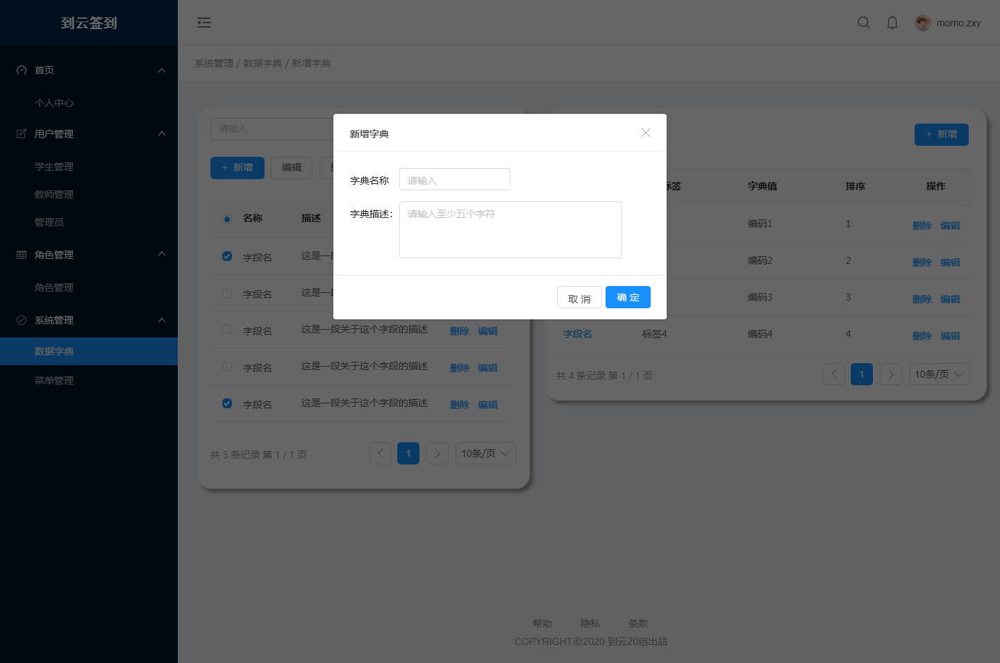 到云签到
momo.zxy
首页
个人中心
用户管理
学生管理
教师管理
管理员
角色管理
角色管理
系统管理
数据字典
菜单管理
系统管理 / 数据字典 / 新增字典
请输入
+ 新增
编辑
名称
描述
字段名
字段名
字段名
这是一段关于这个字段的描述
删除
编辑
字段名
这是一段关于这个字段的描述
删除
编辑
字段名
这是一段关于这个字段的描述
删除
编辑
共 5 条记录 第 1 / 1 页
1
10条/页
新增字典
字典名称
请输入
字典描述：
请输入至少五个字符
取 消
确 定
+ 新增
字典值
排序
操作
编码1
1
删除
编辑
编码2
2
删除
编辑
编码3
3
删除
编辑
字段名
标签4
编码4
4
删除
编辑
共 4 条记录 第 1 / 1 页
1
10条/页
帮助
隐私
条款
COPYRIGHT©2020 到云20组出品